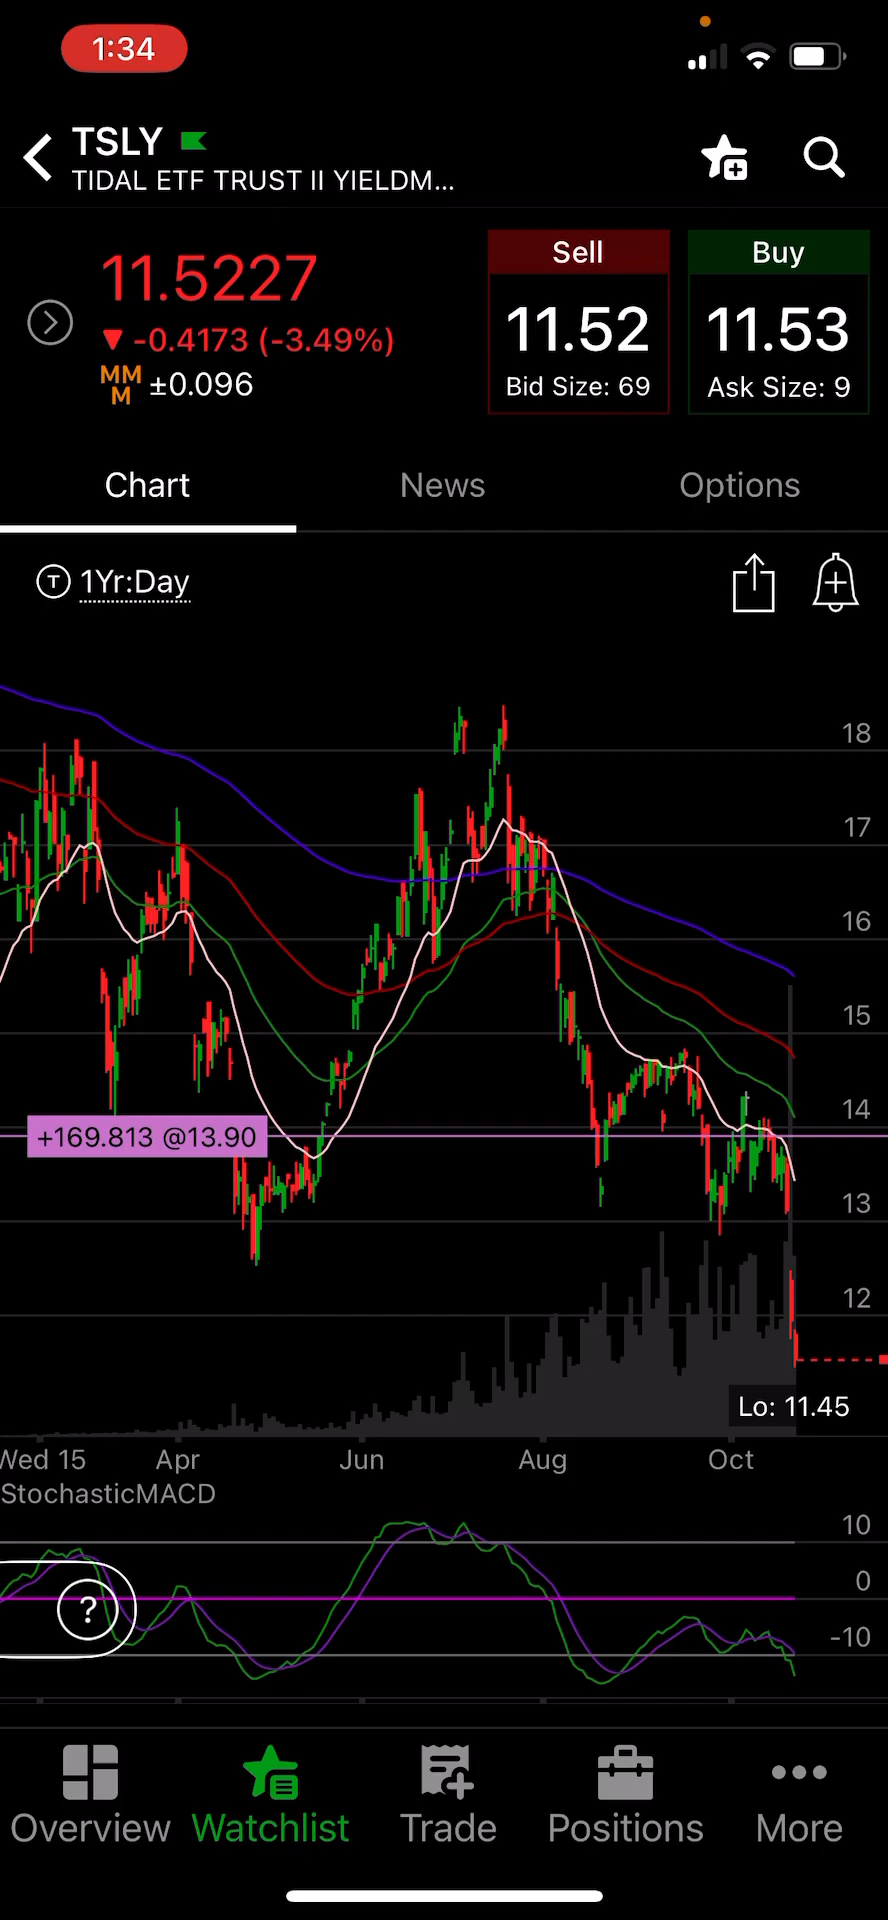 1:34
TSLY
TIDAL ETF TRUST II YIELDM...
11.5227
-0.4173 (-3.49%)
MM
M
±0.096
Sell
11.52
Bid Size: 69
Buy
11.53
Ask Size: 9
Chart
News
Options
T 1Yr:Day
18
17
16
15
14
+169.813 @13.90
13
12
Lo: 11.45
Wed 15
Apr
Jun
Aug
Oct
StochasticMACD
10
0
-10
?
Overview
Watchlist
Trade
Positions
More